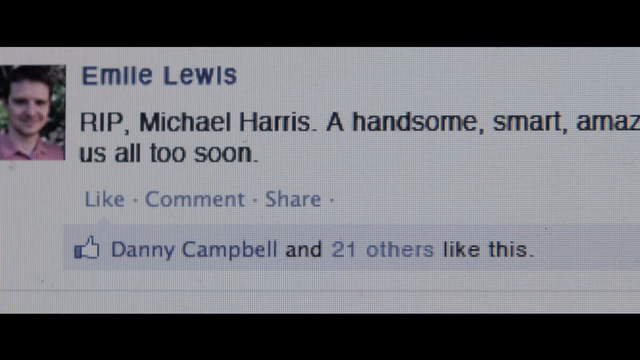 Emile Lewis
RIP, Michael Harris. A handsome, smart, amaz
us all too soon.
Like · Comment · Share ·
Danny Campbell and 21 others like this.